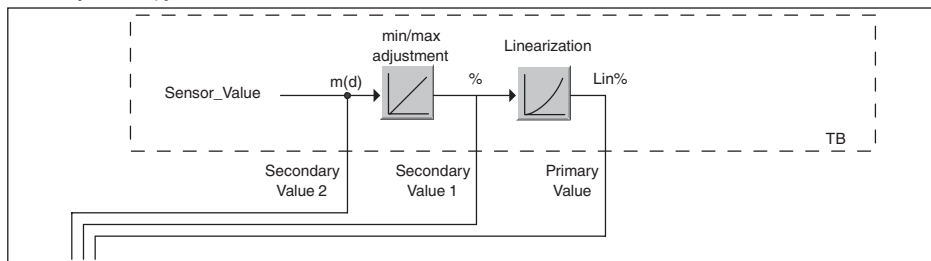 min/max
adjustment
Linearization
Sensor_Value
m(d)
%
Lin%
TB
Secondary
Value 2
Secondary
Value 1
Primary
Value